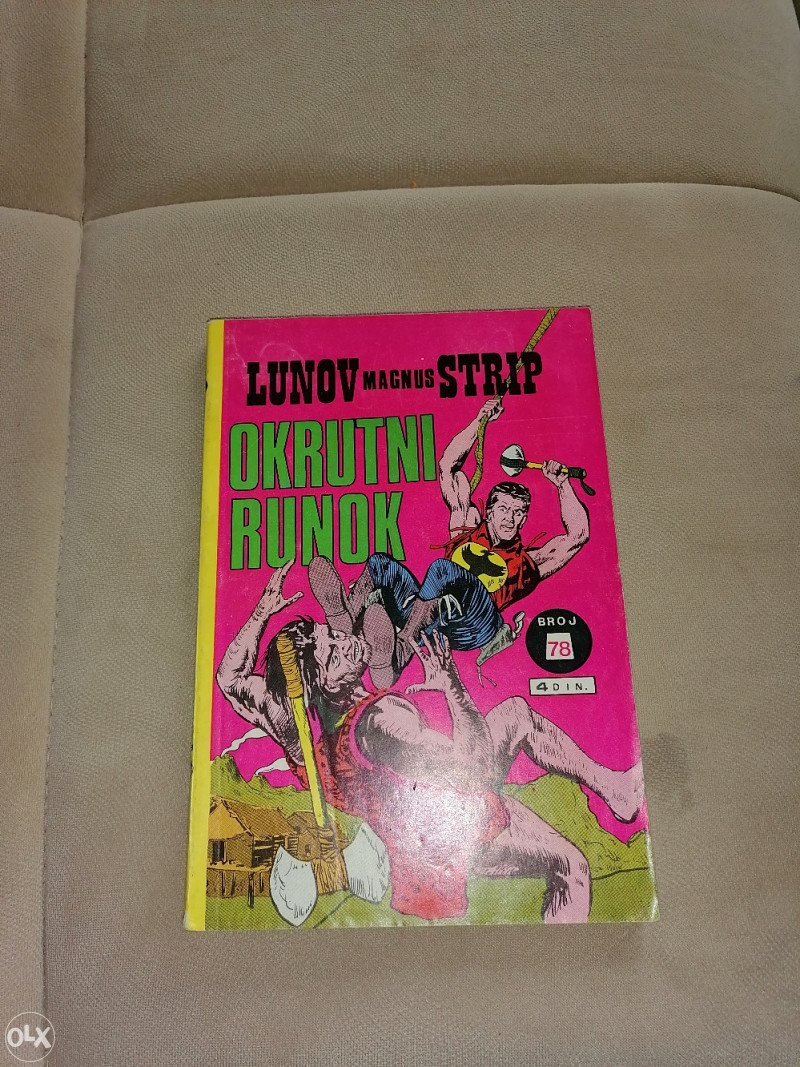 LUNOV MAGNUS STRIP
OKRUTNI
RUNOK
BROJ
78
4 DIN.
OLX